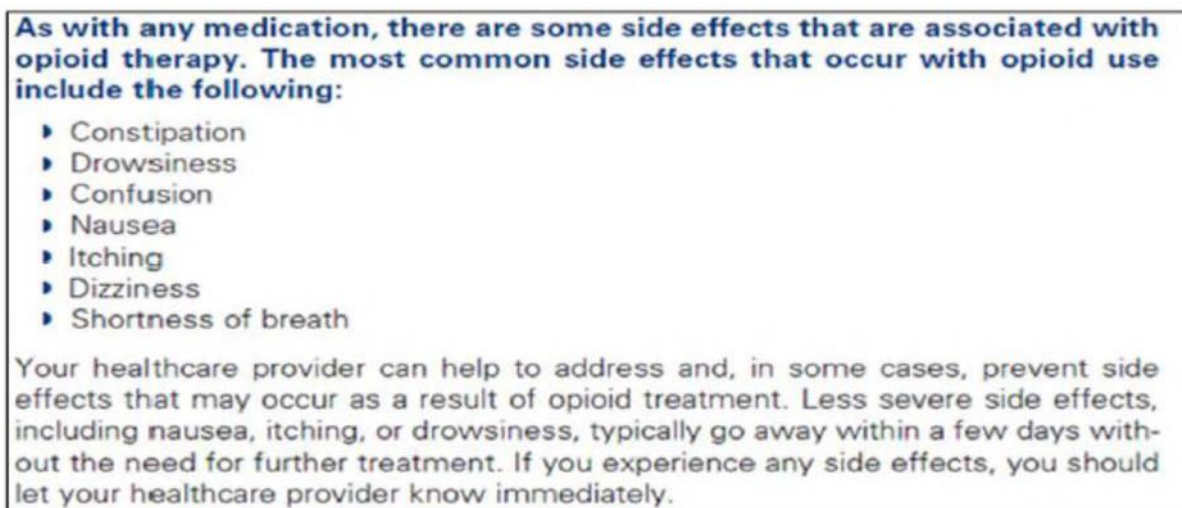 As with any medication, there are some side effects that are associated with
opioid therapy. The most common side effects that occur with opioid use
include the following:
Constipation
Drowsiness
Confusion
Nausea
Itching
Dizziness
Shortness of breath
Your healthcare provider can help to address and, in some cases, prevent side
effects that may occur as a result of opioid treatment. Less severe side effects,
including nausea, itching, or drowsiness, typically go away within a few days with-
out the need for further treatment. If you experience any side effects, you should
let your healthcare provider know immediately.